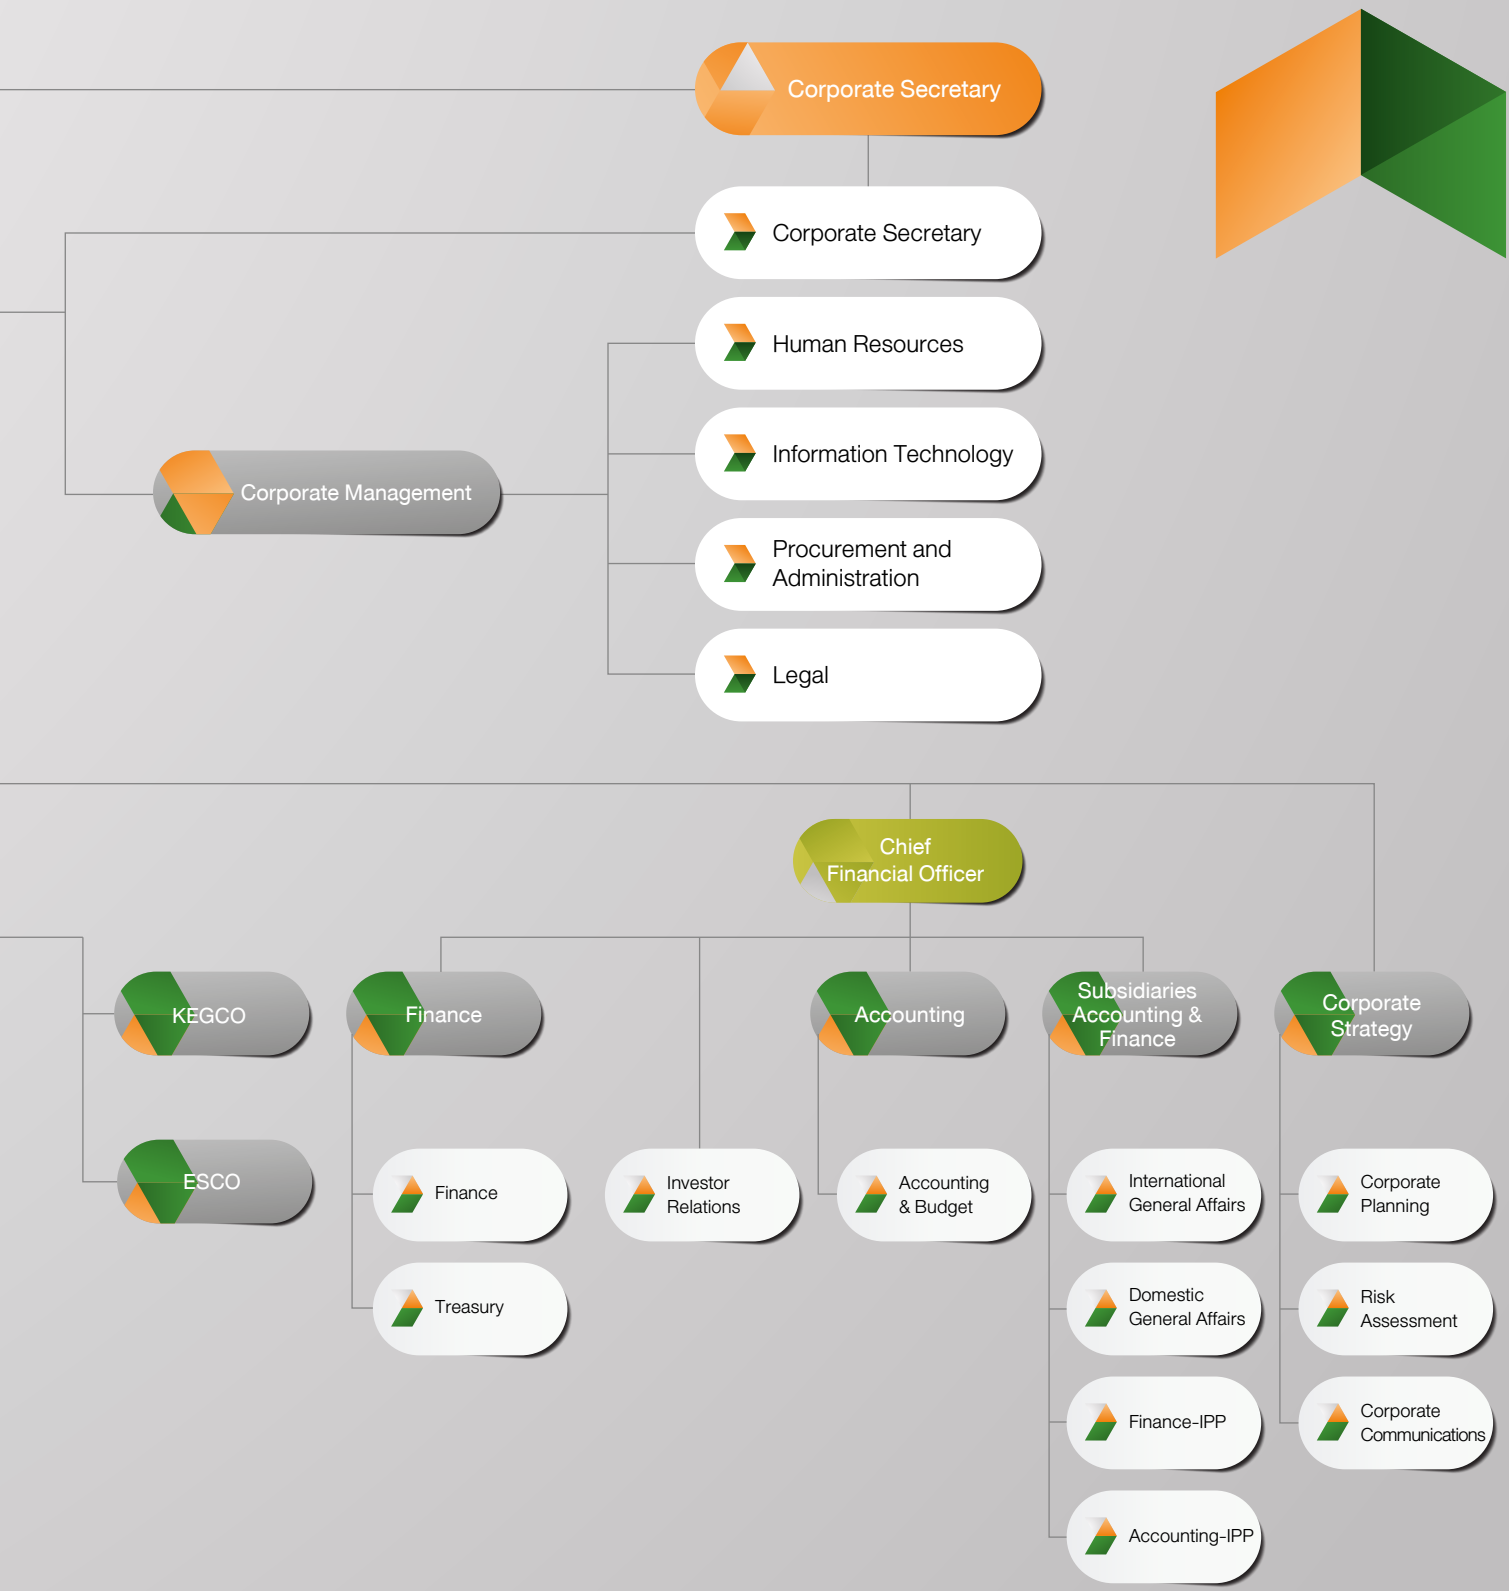 Corporate Secretary
Corporate Secretary
Human Resources
Information Technology
Corporate Management
Procurement and
Administration
Legal
Chief
Financial Officer
KEGCO
Finance
Accounting
Subsidiaries
Accounting &
Finance
Corporate
Strategy
ESCO
Finance
Investor
Relations
Accounting
& Budget
International
General Affairs
Corporate
Planning
Treasury
Domestic
General Affairs
Risk
Assessment
Finance-IPP
Corporate
Communications
Accounting-IPP